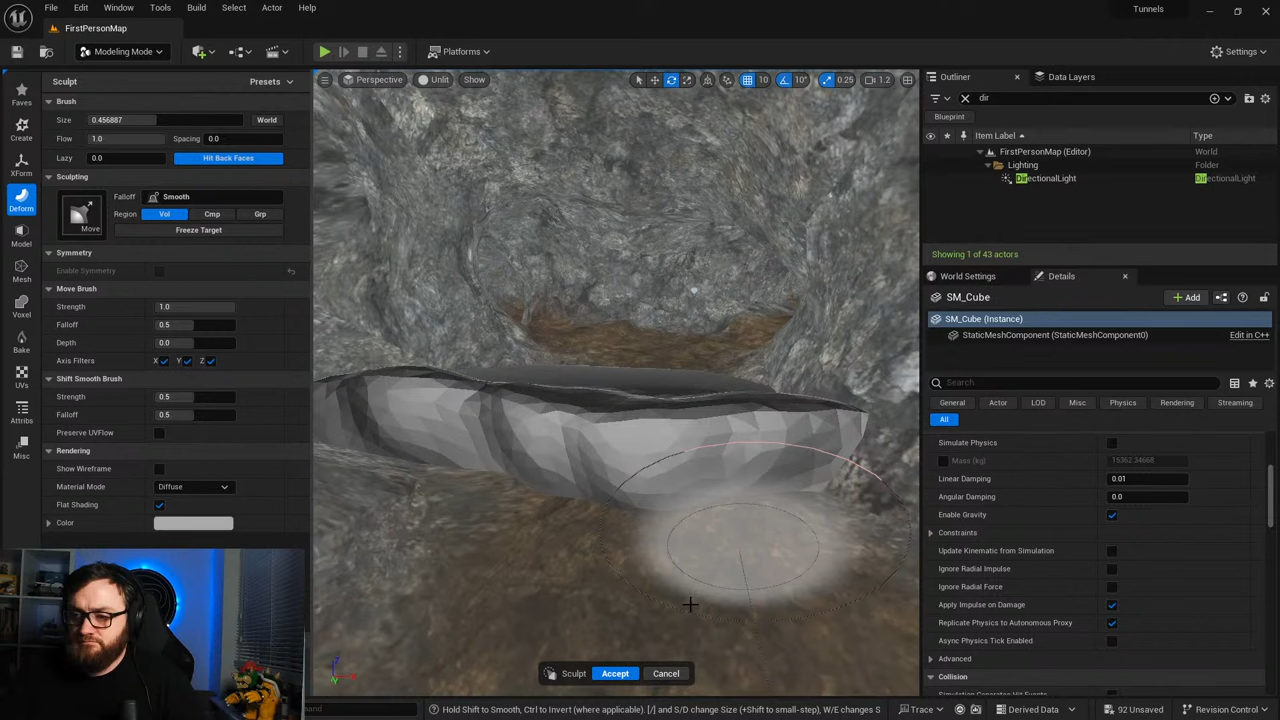 File Edit Window Tools Build Select Actor Help
Tunnels
FirstPersonMap
Modeling Mode
Platforms
Settings
Sculpt
Presets
Perspective
Unlit
Show
10
10°
0.25
1.2
Outliner
Data Layers
Faves
Create
XForm
Deform
Model
Mesh
Voxel
Bake
UVs
Attribs
Misc
Brush
Size
0.456887
World
Flow
1.0
Spacing
0.0
Lazy
0.0
Hit Back Faces
Sculpting
Move
Falloff
Smooth
Region
Vol
Cmp
Grp
Freeze Target
Symmetry
Enable Symmetry
Move Brush
Strength
1.0
Falloff
0.5
Depth
0.0
Axis Filters
X
Y
Z
Shift Smooth Brush
Strength
0.5
Falloff
0.5
Preserve UVFlow
Rendering
Show Wireframe
Material Mode
Diffuse
Flat Shading
Color
dir
Blueprint
Item Label
Type
FirstPersonMap (Editor)
World
Lighting
Folder
DirectionalLight
DirectionalLight
Showing 1 of 43 actors
World Settings
Details
SM_Cube
Add
SM_Cube (Instance)
StaticMeshComponent (StaticMeshComponent0)
Edit in C++
Search
General
Actor
LOD
Misc
Physics
Rendering
Streaming
All
Simulate Physics
Mass (kg)
15362.34668
Linear Damping
0.01
Angular Damping
0.0
Enable Gravity
Constraints
Update Kinematic from Simulation
Ignore Radial Impulse
Ignore Radial Force
Apply Impulse on Damage
Replicate Physics to Autonomous Proxy
Async Physics Tick Enabled
Advanced
Collision
Simulation Generates Hit Events
Sculpt
Accept
Cancel
Hold Shift to Smooth, Ctrl to Invert (where applicable). [/] and S/D change Size (+Shift to small-step), W/E changes S
Trace
Derived Data
92 Unsaved
Revision Control